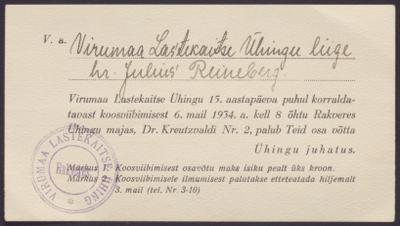 V. a. Virumaa Lastekaitse Ühingu liige
hr. Julius Reineberg.
Virumaa Lastekaitse Ühingu 15. aastapäeva puhul korralda-
tavast koosviibimisest 6. mail 1934. a. kell 8 õhtu Rakveres
Ühingu majas, Dr. Kreutzvaldi Nr. 2, palub Teid osa võtta
Ühingu juhatus.
VIRUMAA LASTEKAITSE ÜHING
Rakveres
Märkus 1. Koosviibimisest osavõtu maks isiku pealt üks kroon.
Märkus 2. Koosviibimisele ilmumisest palutakse etteteatada hiljemalt
3. mail (tel. Nr. 3-10)